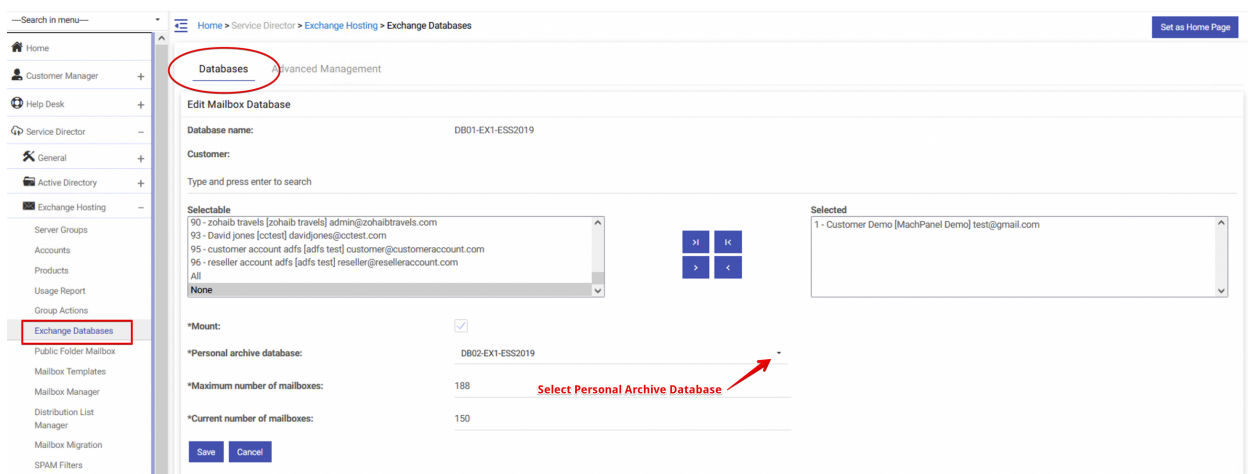 ----Search in menu----
Home > Service Director > Exchange Hosting > Exchange Databases
Set as Home Page
Home
Customer Manager
Help Desk
Service Director
General
Active Directory
Exchange Hosting
Server Groups
Accounts
Products
Usage Report
Group Actions
Exchange Databases
Public Folder Mailbox
Mailbox Templates
Mailbox Manager
Distribution List
Manager
Mailbox Migration
SPAM Filters
Databases
Advanced Management
Edit Mailbox Database
Database name:
DB01-EX1-ESS2019
Customer:
Type and press enter to search
Selectable
90 - zohaib travels [zohaib travels] admin@zohaibtravels.com
93 - David jones [cctest] davidjones@cctest.com
95 - customer account adfs [adfs test] customer@customeraccount.com
96 - reseller account adfs [adfs test] reseller@reselleraccount.com
All
None
Selected
1 - Customer Demo [MachPanel Demo] test@gmail.com
*Mount:
*Personal archive database:
DB02-EX1-ESS2019
*Maximum number of mailboxes:
188
Select Personal Archive Database
*Current number of mailboxes:
150
Save
Cancel